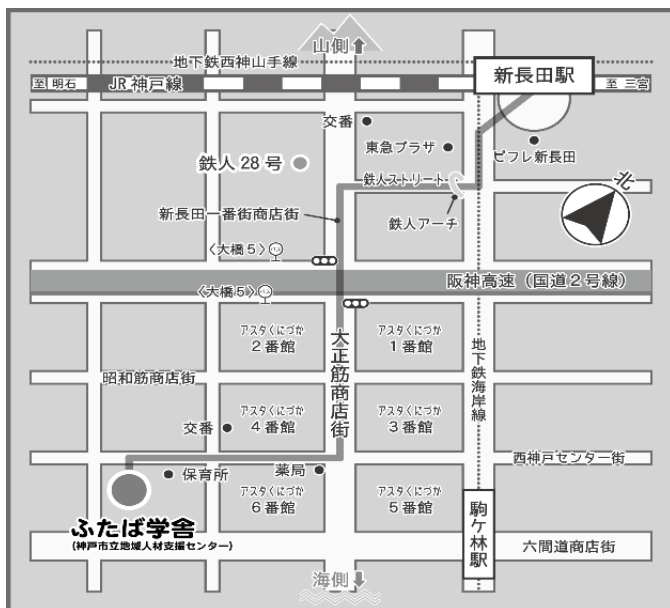 山側
地下鉄西神山手線
新長田駅
至 明石
JR神戸線
至 三宮
交番
東急プラザ
ピフレ新長田
鉄人28号
鉄人ストリート
北
新長田一番街商店街
鉄人アーチ
〈大橋5〉
阪神高速（国道2号線）
〈大橋5〉
アスタくにづか
2番館
アスタくにづか
1番館
大正筋商店街
地下鉄海岸線
昭和筋商店街
アスタくにづか
4番館
アスタくにづか
3番館
交番
西神戸センター街
保育所
薬局
アスタくにづか
6番館
アスタくにづか
5番館
駒ヶ林駅
ふたば学舎
（神戸市立地域人材支援センター）
六間道商店街
海側